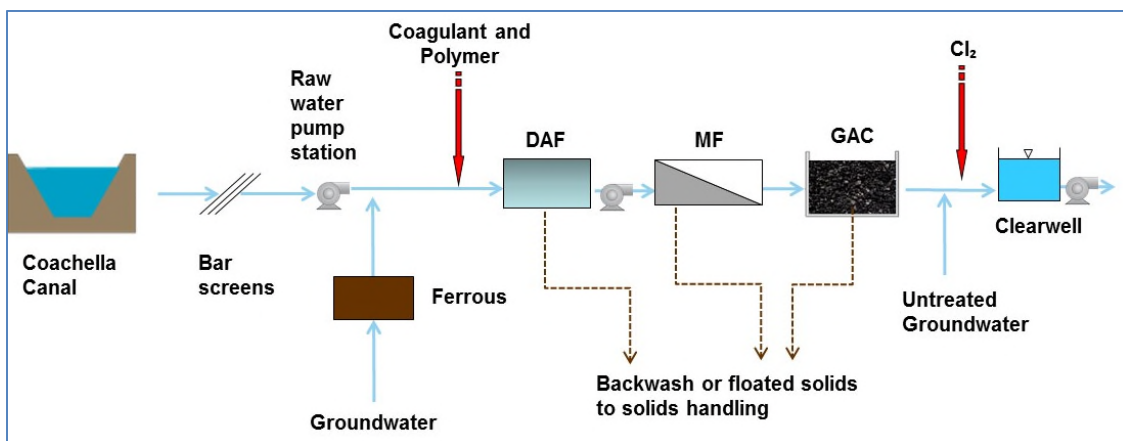 Coagulant and
Polymer
Cl₂
Raw
water
pump
station
DAF
MF
GAC
Coachella
Canal
Bar
screens
Ferrous
Clearwell
Untreated
Groundwater
Backwash or floated solids
to solids handling
Groundwater